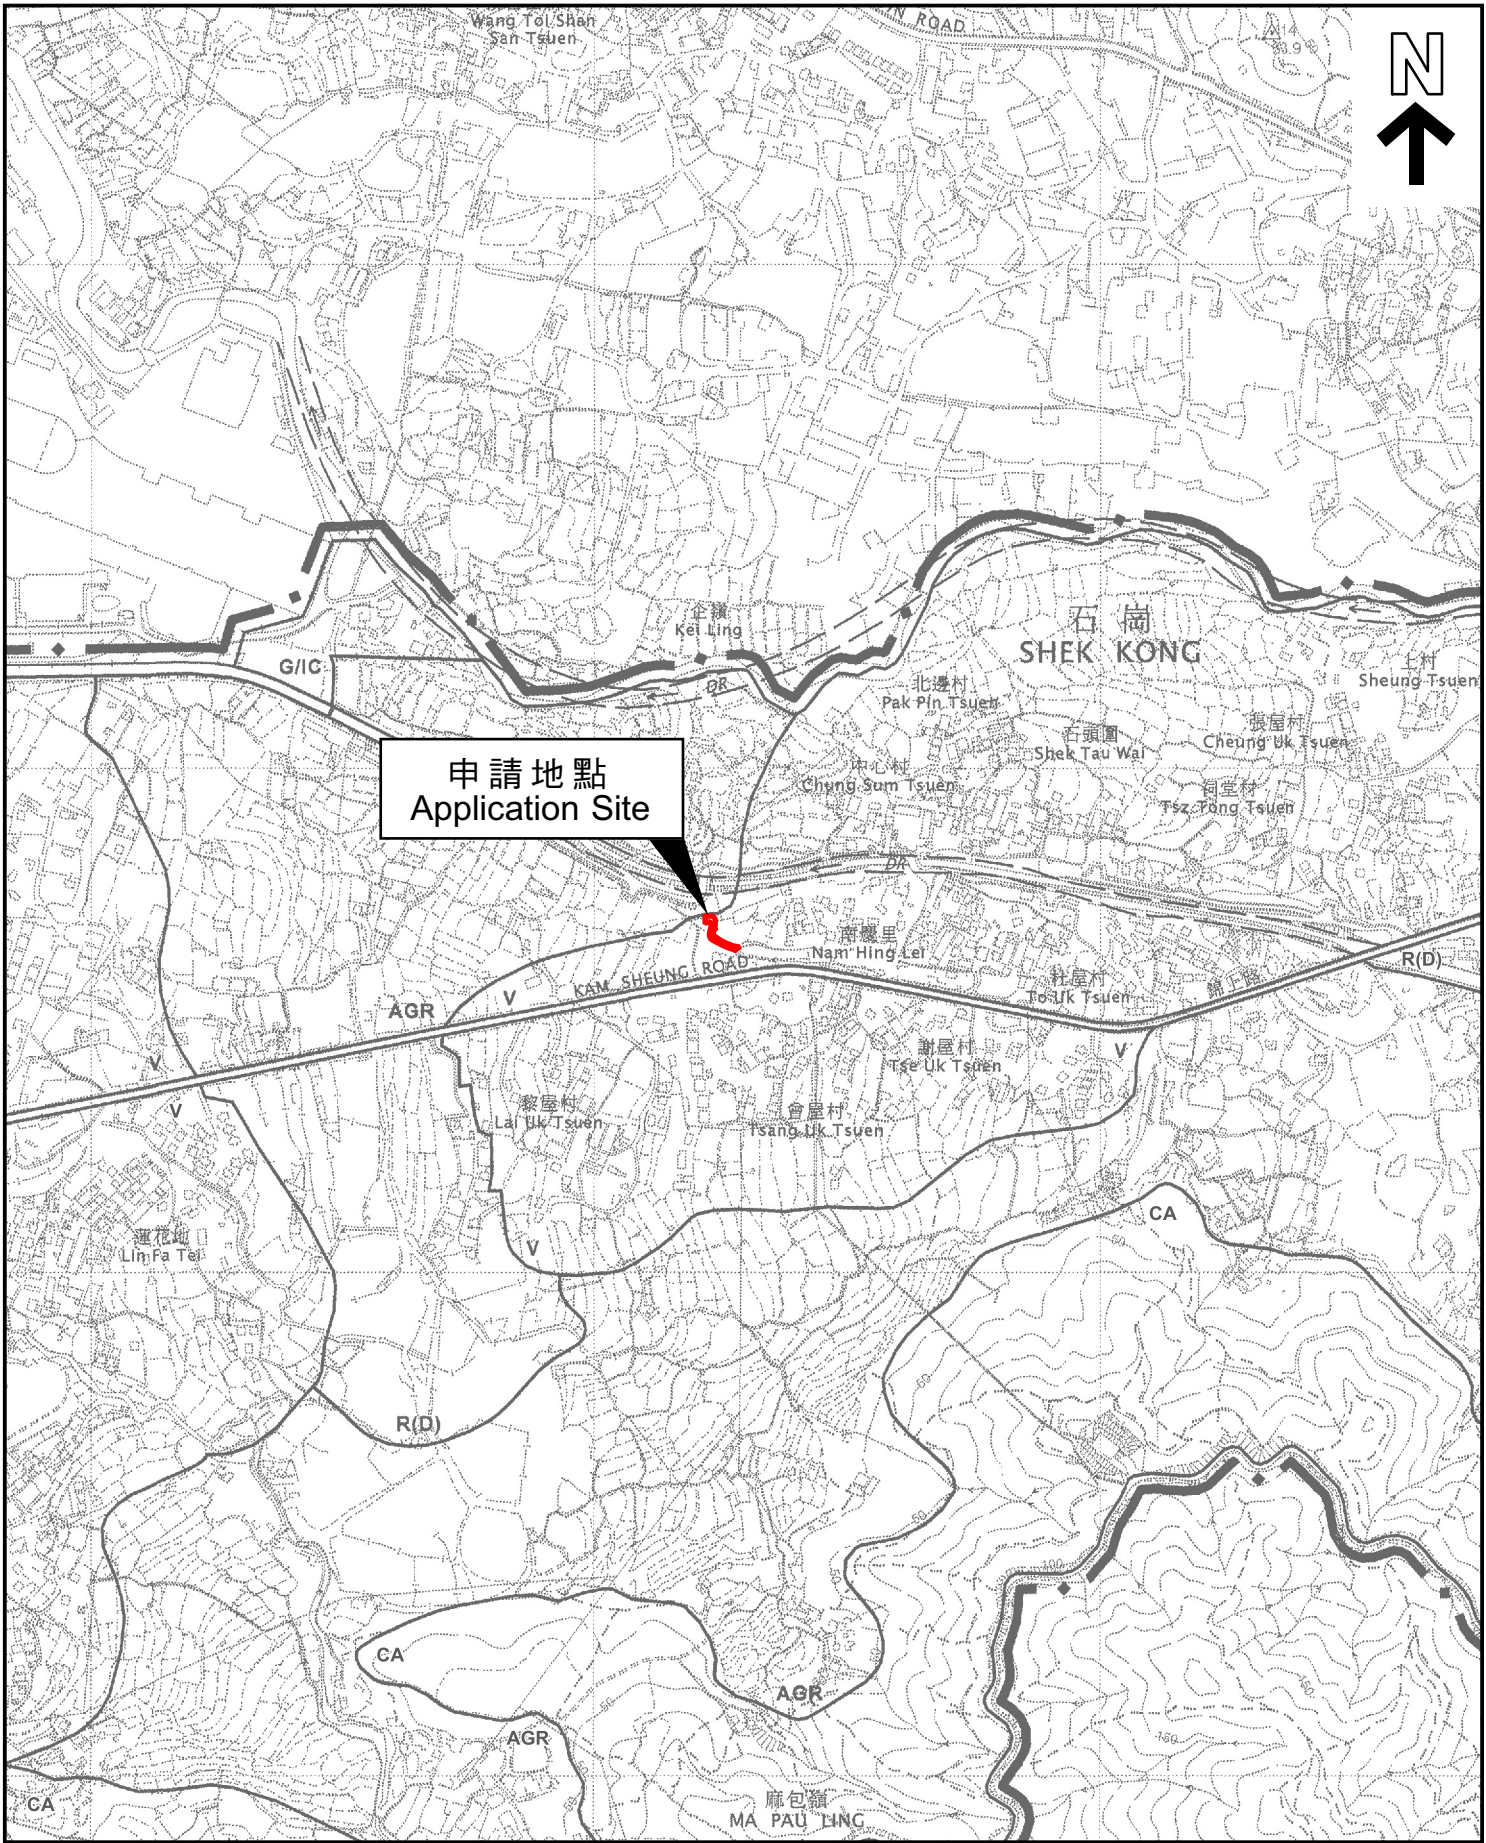 Wang Toi Shan
San Tsuen
ROAD
N
企嶺
Kei Ling
石崗
SHEK KONG
上村
Sheung Tsuen
G/IC
DR
北邊村
Pak Pin Tsuen
石頭圍
Shek Tau Wai
張屋村
Cheung Uk Tsuen
申請地點
Application Site
中心村
Chung Sum Tsuen
祠堂村
Tsz Tong Tsuen
DR
南慶里
Nam Hing Lei
KAM SHEUNG ROAD
R(D)
杜屋村
To Uk Tsuen
錦上路
AGR
V
V
V
V
謝屋村
Tse Uk Tsuen
黎屋村
Lai Uk Tsuen
曾屋村
Tsang Uk Tsuen
蓮花地
Lin Fa Tei
V
CA
50
R(D)
50
100
CA
AGR
50
150
AGR
CA
麻包嶺
MA PAU LING